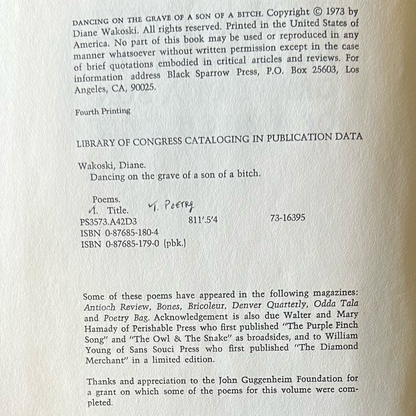 DANCING ON THE GRAVE OF A SON OF A BITCH. Copyright © 1973 by
Diane Wakoski. All rights reserved. Printed in the United States of
America. No part of this book may be used or reproduced in any
manner whatsoever without written permission except in the case
of brief quotations embodied in critical articles and reviews. For
information address Black Sparrow Press, P.O. Box 25603, Los
Angeles, CA, 90025.
Fourth Printing
LIBRARY OF CONGRESS CATALOGING IN PUBLICATION DATA
Wakoski, Diane.
Dancing on the grave of a son of a bitch.
Poems.
1. Title. 1. POETRY
PS3573.A42D3 811'.5'4 73-16395
ISBN 0-87685-180-4
ISBN 0-87685-179-0 (pbk.)
Some of these poems have appeared in the following magazines:
Antioch Review, Bones, Bricoleur, Denver Quarterly, Odda Tala
and Poetry Bag. Acknowledgement is also due Walter and Mary
Hamady of Perishable Press who first published "The Purple Finch
Song" and "The Owl & The Snake" as broadsides, and to William
Young of Sans Souci Press who first published "The Diamond
Merchant" in a limited edition.
Thanks and appreciation to the John Guggenheim Foundation for
a grant on which some of the poems for this volume were com-
pleted.